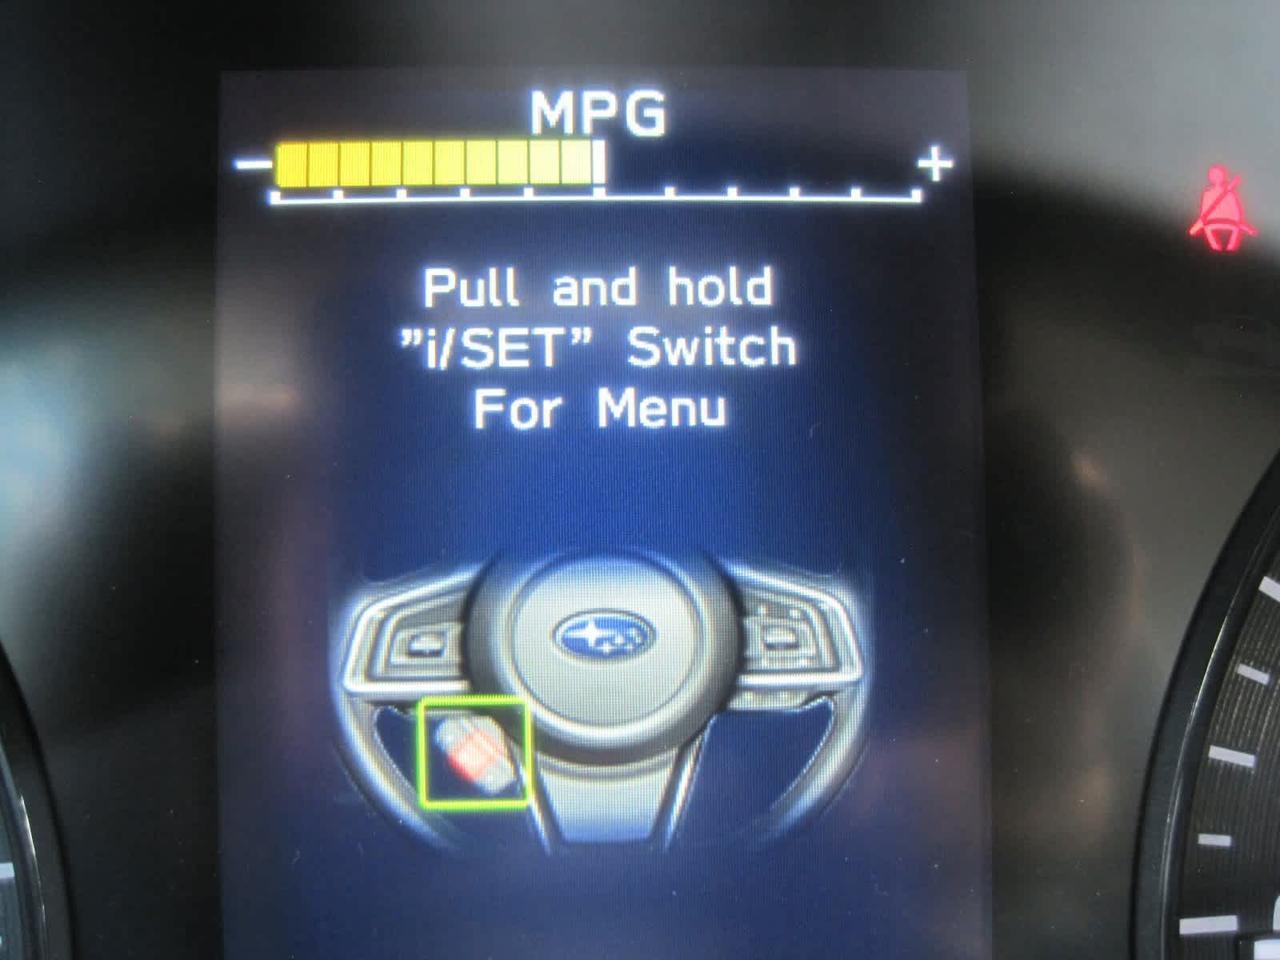 MPG
− +
Pull and hold
”i/SET” Switch
For Menu